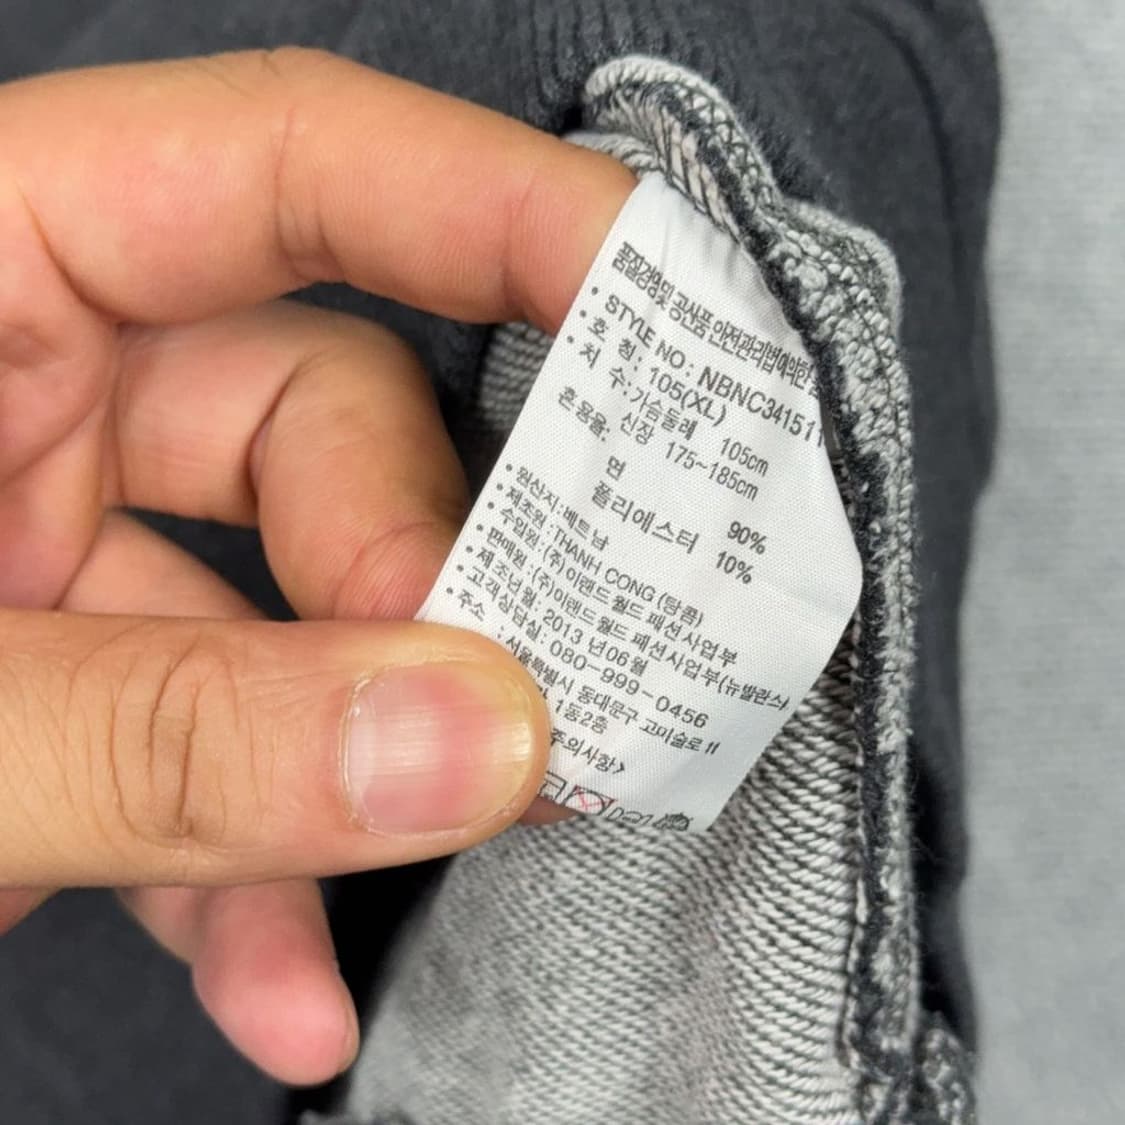 품질경영및 공산품 안전관리법에의한
• STYLE NO: NBNC341511
• 호 칭: 105(XL)
• 치 수:가슴둘레 105cm
신장 175~185cm
혼용율:
면 90%
폴리에스터 10%
• 원산지:베트남
• 제조원:THANH CONG (탕콤)
• 수입원:(주)이랜드월드 패션사업부
• 판매원:(주)이랜드월드 패션사업부(뉴발란스)
• 제조년월: 2013 년06월
• 고객상담실: 080-999-0456
• 주소 : 서울특별시 동대문구 고미술로 11
1동2층
주의사항>